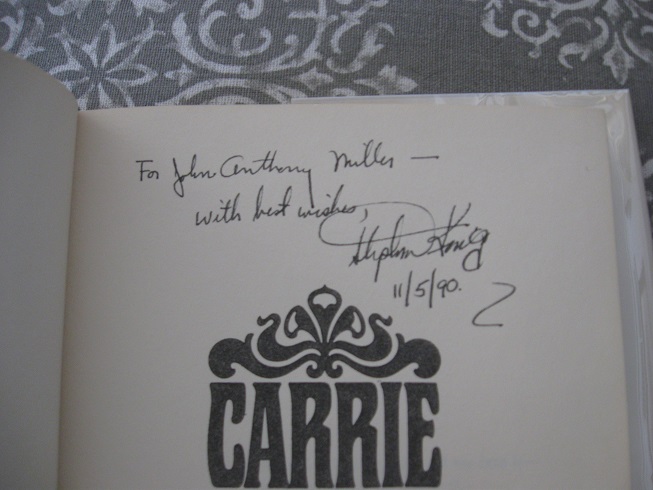 For John Anthony Miller —
with best wishes,
Stephen King
11/5/90.
CARRIE